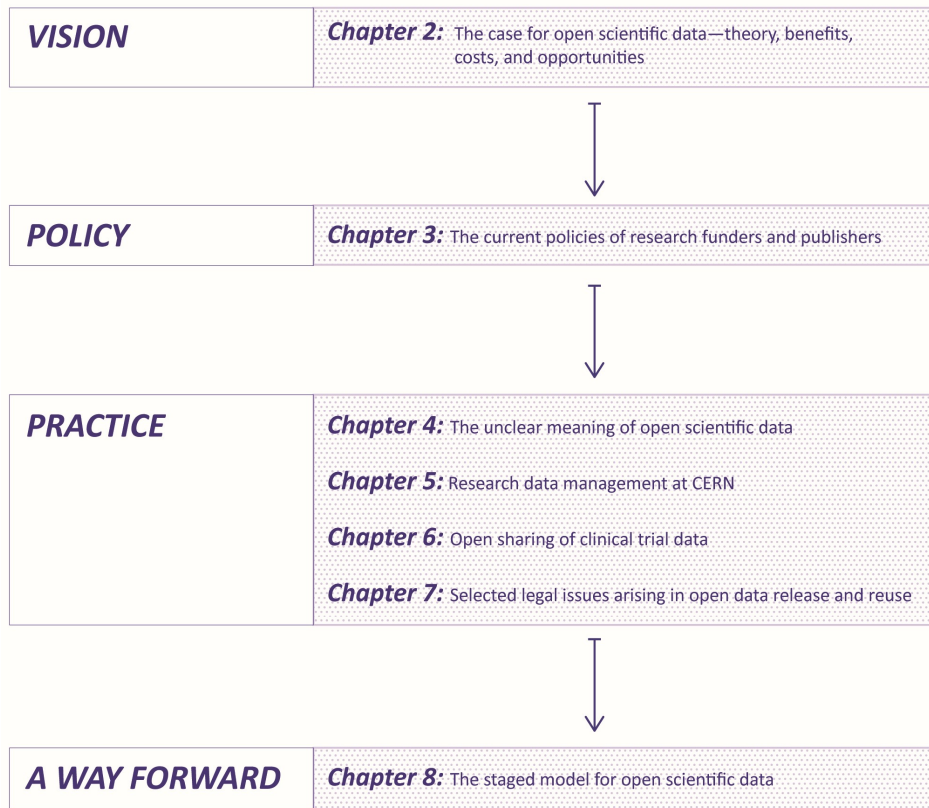 VISION
Chapter 2: The case for open scientific data—theory, benefits,
costs, and opportunities
POLICY
Chapter 3: The current policies of research funders and publishers
PRACTICE
Chapter 4: The unclear meaning of open scientific data
Chapter 5: Research data management at CERN
Chapter 6: Open sharing of clinical trial data
Chapter 7: Selected legal issues arising in open data release and reuse
A WAY FORWARD
Chapter 8: The staged model for open scientific data